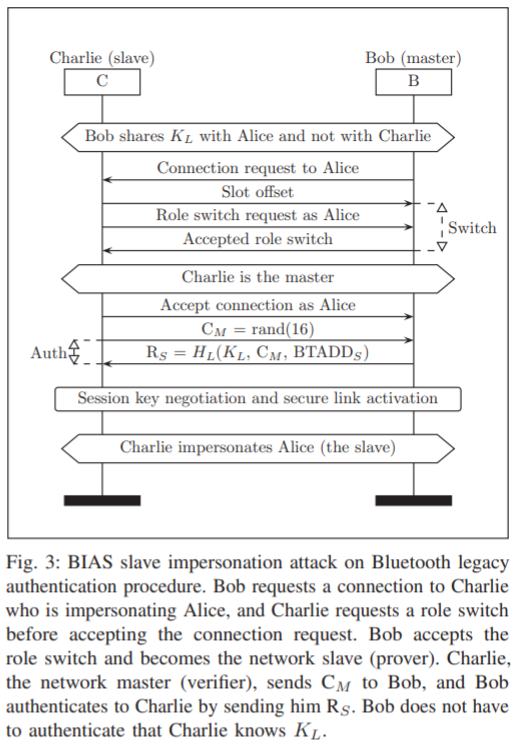 Charlie (slave) Bob (master)
C B
Bob shares K_L with Alice and not with Charlie
Connection request to Alice
Slot offset
Role switch request as Alice
Switch
Accepted role switch
Charlie is the master
Accept connection as Alice
C_M = rand(16)
Auth
R_S = H_L(K_L, C_M, BTADD_S)
Session key negotiation and secure link activation
Charlie impersonates Alice (the slave)
Fig. 3: BIAS slave impersonation attack on Bluetooth legacy
authentication procedure. Bob requests a connection to Charlie
who is impersonating Alice, and Charlie requests a role switch
before accepting the connection request. Bob accepts the
role switch and becomes the network slave (prover). Charlie,
the network master (verifier), sends C_M to Bob, and Bob
authenticates to Charlie by sending him R_S. Bob does not have
to authenticate that Charlie knows K_L.